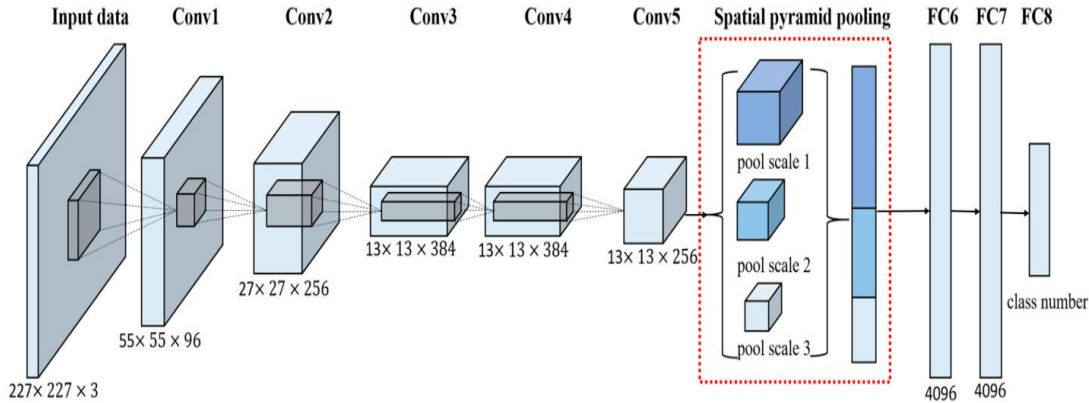 Input data Conv1 Conv2 Conv3 Conv4 Conv5 Spatial pyramid pooling FC6 FC7 FC8
pool scale 1
pool scale 2
pool scale 3
13× 13 × 384
13× 13 × 384
13× 13 × 256
27× 27 × 256
class number
55× 55 × 96
227× 227 × 3
4096
4096